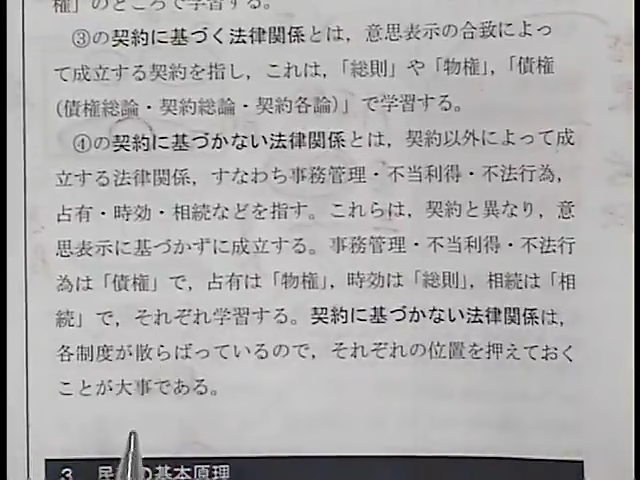 権」のところで学習する。
③の契約に基づく法律関係とは，意思表示の合致によっ
て成立する契約を指し，これは，「総則」や「物権」，「債権
(債権総論・契約総論・契約各論)」で学習する。
④の契約に基づかない法律関係とは，契約以外によって成
立する法律関係，すなわち事務管理・不当利得・不法行為，
占有・時効・相続などを指す。これらは，契約と異なり，意
思表示に基づかずに成立する。事務管理・不当利得・不法行
為は「債権」で，占有は「物権」，時効は「総則」，相続は「相
続」で，それぞれ学習する。契約に基づかない法律関係は，
各制度が散らばっているので，それぞれの位置を押えておく
ことが大事である。
3 民 の基本原理